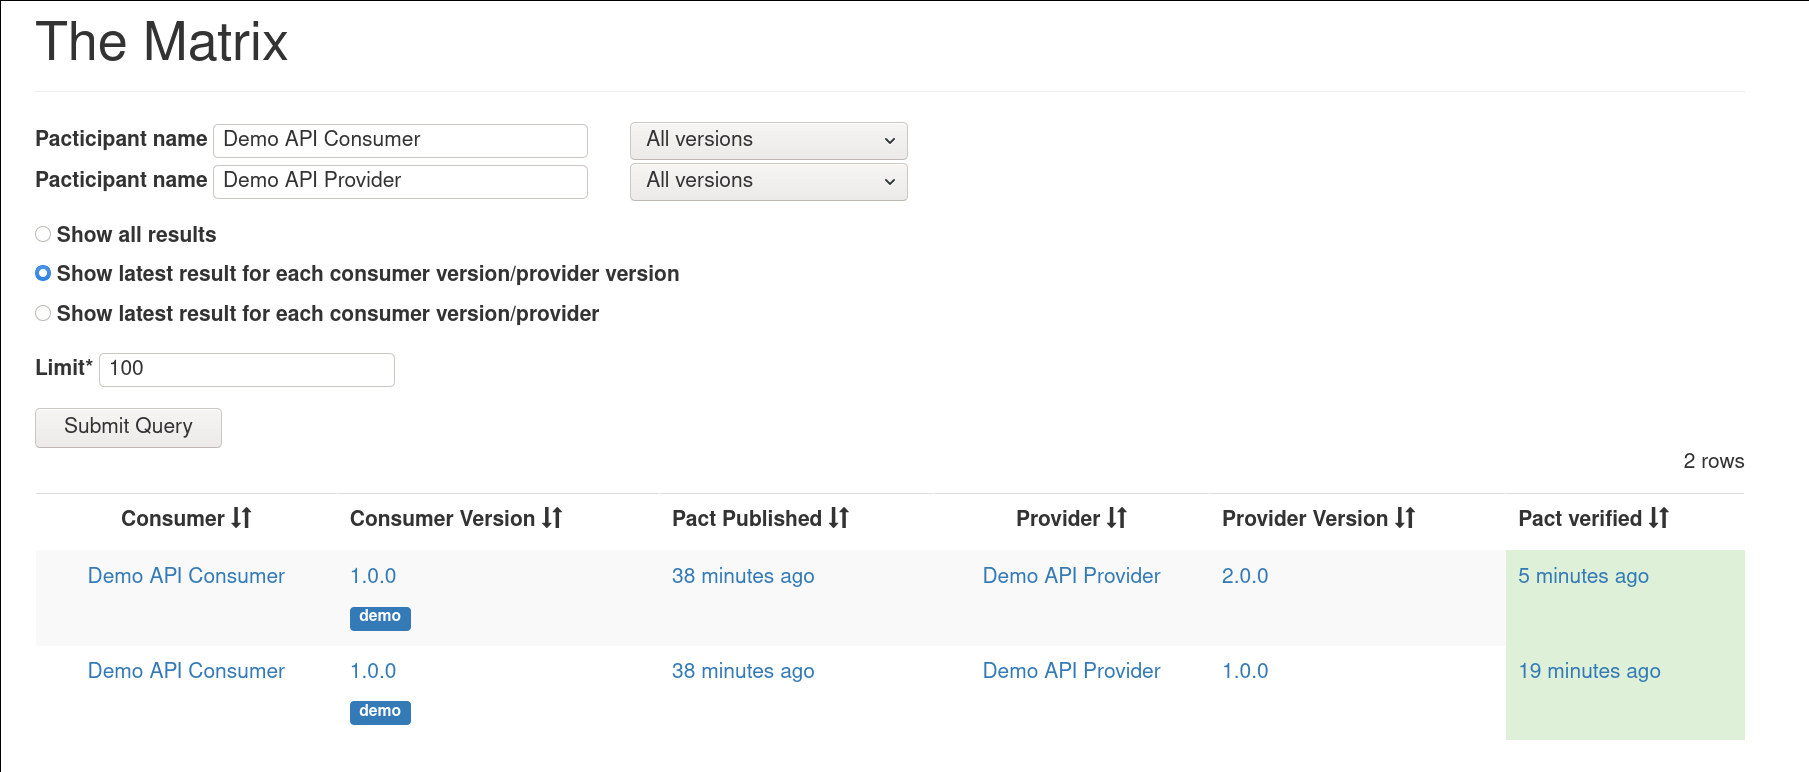 The Matrix
Pacticipant name Demo API Consumer All versions
Pacticipant name Demo API Provider All versions
Show all results
Show latest result for each consumer version/provider version
Show latest result for each consumer version/provider
Limit* 100
Submit Query
2 rows
Consumer Consumer Version Pact Published Provider Provider Version Pact verified
Demo API Consumer 1.0.0 38 minutes ago Demo API Provider 2.0.0 5 minutes ago
demo
Demo API Consumer 1.0.0 38 minutes ago Demo API Provider 1.0.0 19 minutes ago
demo